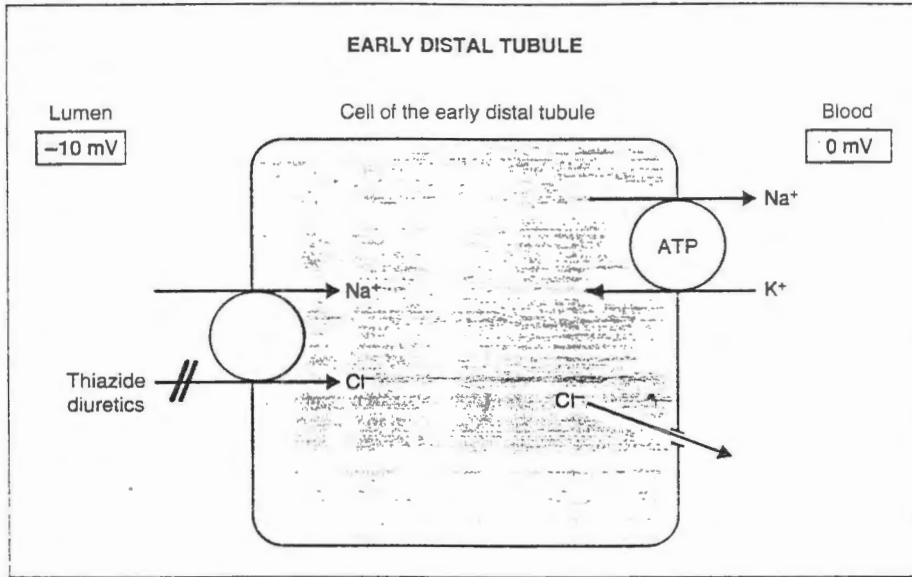 EARLY DISTAL TUBULE
Lumen
–10 mV
Cell of the early distal tubule
Blood
0 mV
Na⁺
ATP
Na⁺
K⁺
Thiazide
diuretics
Cl⁻
Cl⁻